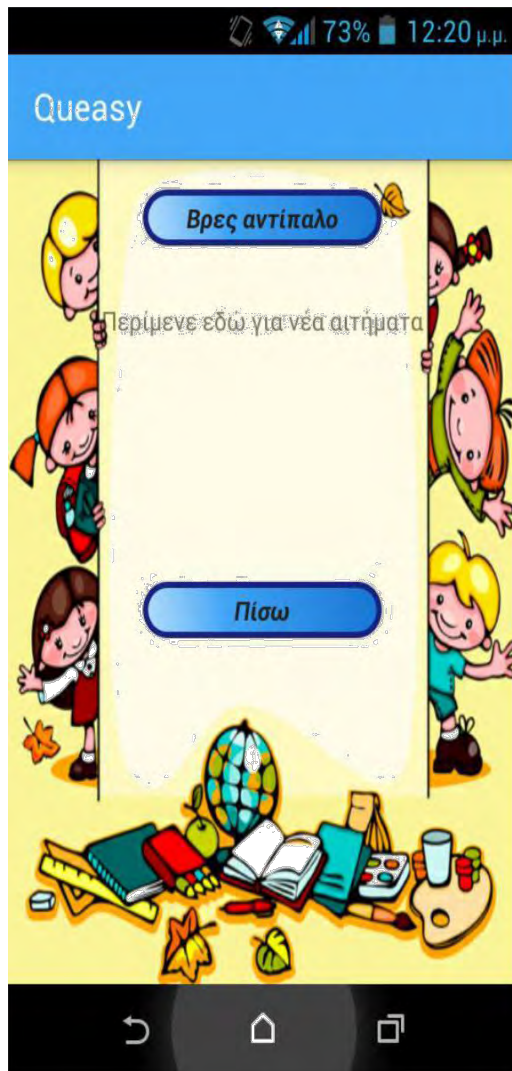 73% 12:20 μ.μ.
Queasy
Βρες αντίπαλο
Περίμενε εδώ για νέα αιτήματα
Πίσω